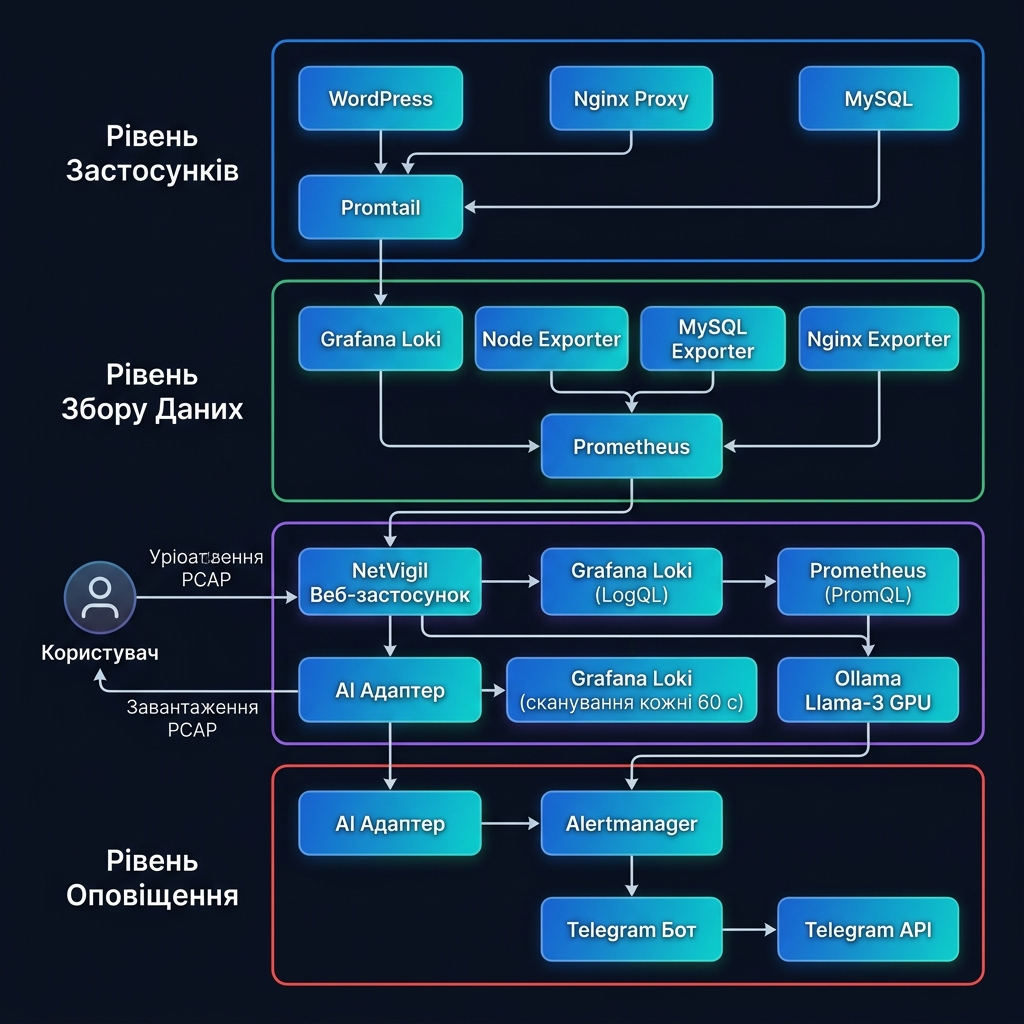 WordPress
Nginx Proxy
MySQL
Рівень
Застосунків
Promtail
Grafana Loki
Node Exporter
MySQL
Exporter
Nginx Exporter
Рівень
Збору Даних
Prometheus
PCAP
NetVigil
Веб-застосунок
Grafana Loki
(LogQL)
Prometheus
(PromQL)
Користувач
Завантаження
PCAP
AI Адаптер
Grafana Loki
(сканування кожні 60 с)
Ollama
Llama-3 GPU
AI Адаптер
Alertmanager
Рівень
Оповіщення
Telegram Бот
Telegram API